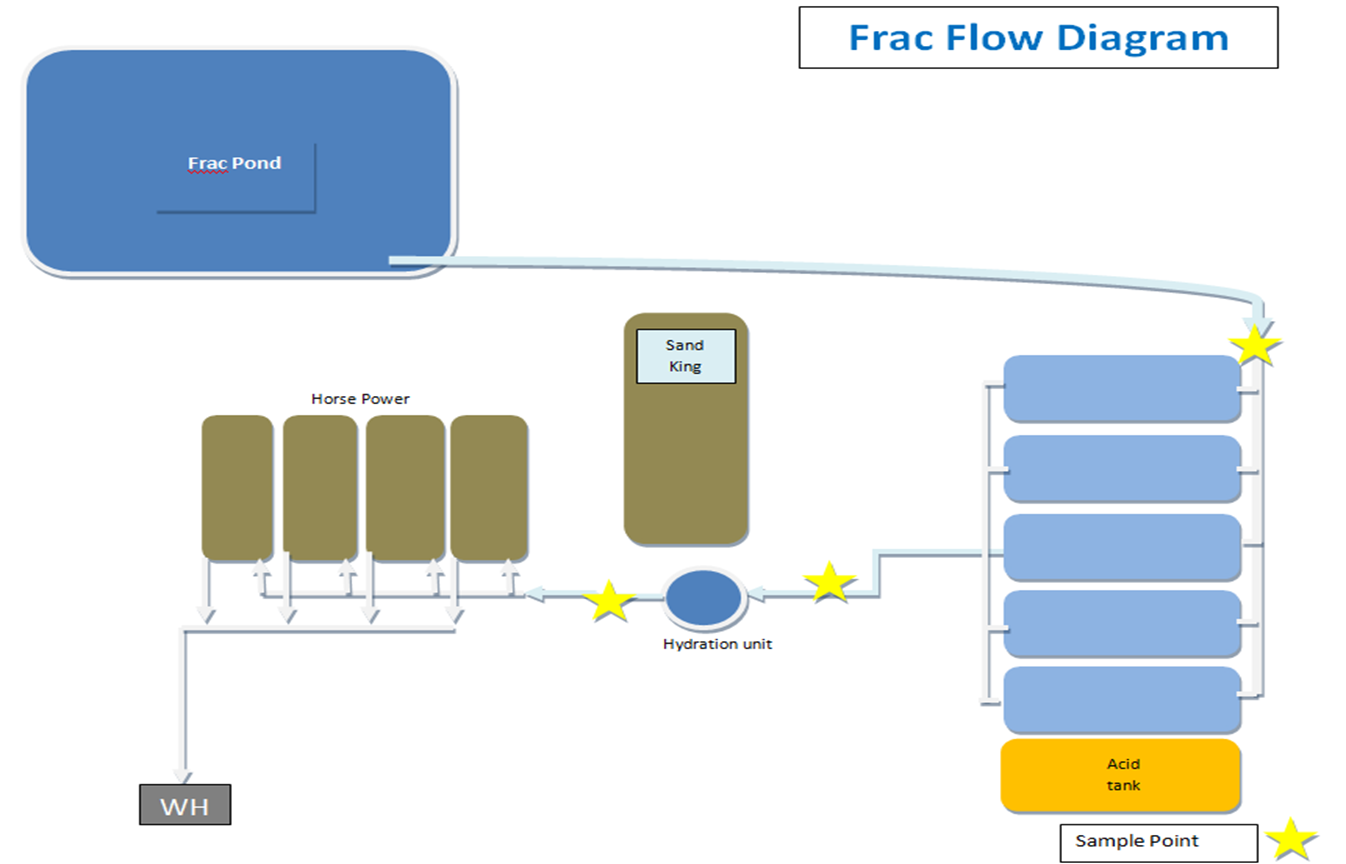 Frac Flow Diagram
Frac Pond
Sand
King
Horse Power
Hydration unit
WH
Acid
tank
Sample Point